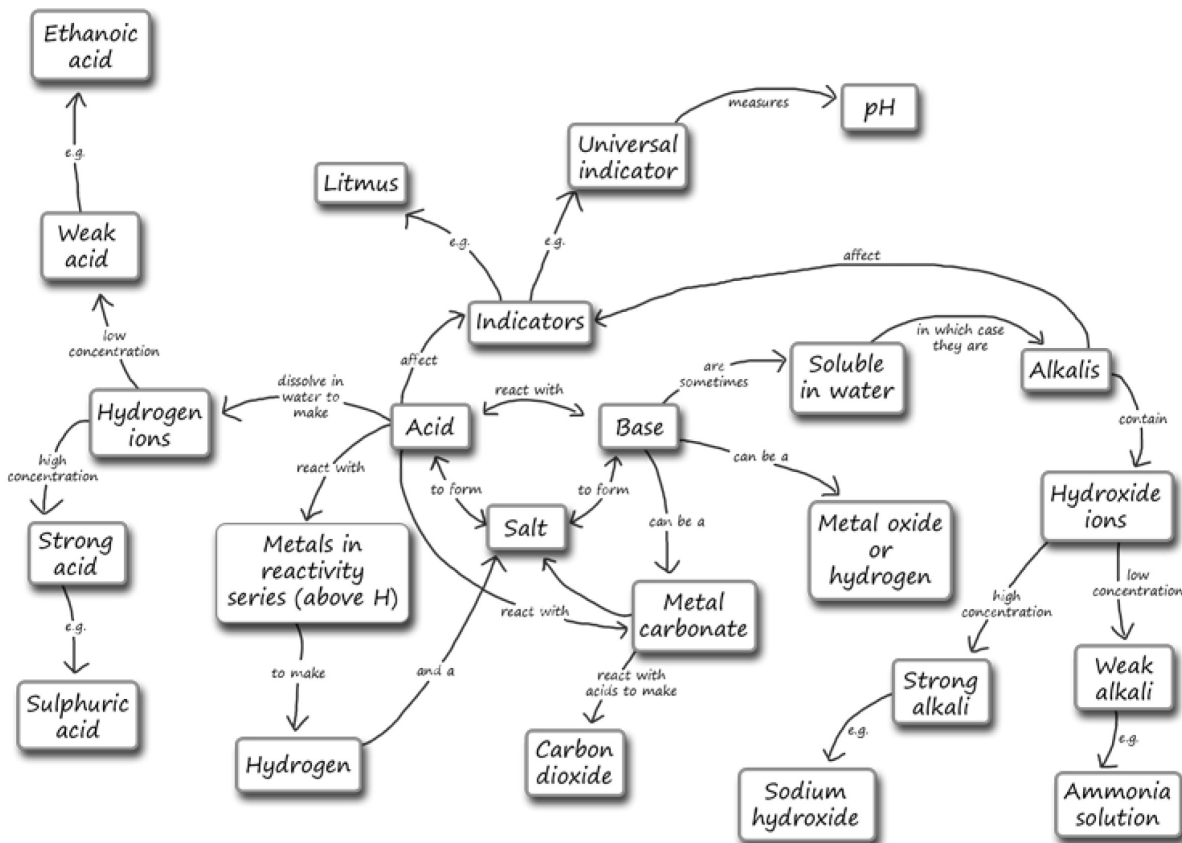 Ethanoic
acid
e.g.
Weak
acid
low
concentration
Hydrogen
ions
high
concentration
Strong
acid
e.g.
Sulphuric
acid
dissolve in
water to
make
Litmus
e.g.
Universal
indicator
measures
pH
e.g.
Indicators
affect
affect
Acid
react with
Base
are
sometimes
Soluble
in water
in which case
they are
Alkalis
contain
react with
to form
to form
Salt
can be a
can be a
Metals in
reactivity
series (above H)
Metal oxide
or
hydrogen
Hydroxide
ions
react with
Metal
carbonate
to make
and a
Hydrogen
react with
acids to make
Carbon
dioxide
high
concentration
low
concentration
Strong
alkali
Weak
alkali
e.g.
e.g.
Sodium
hydroxide
Ammonia
solution